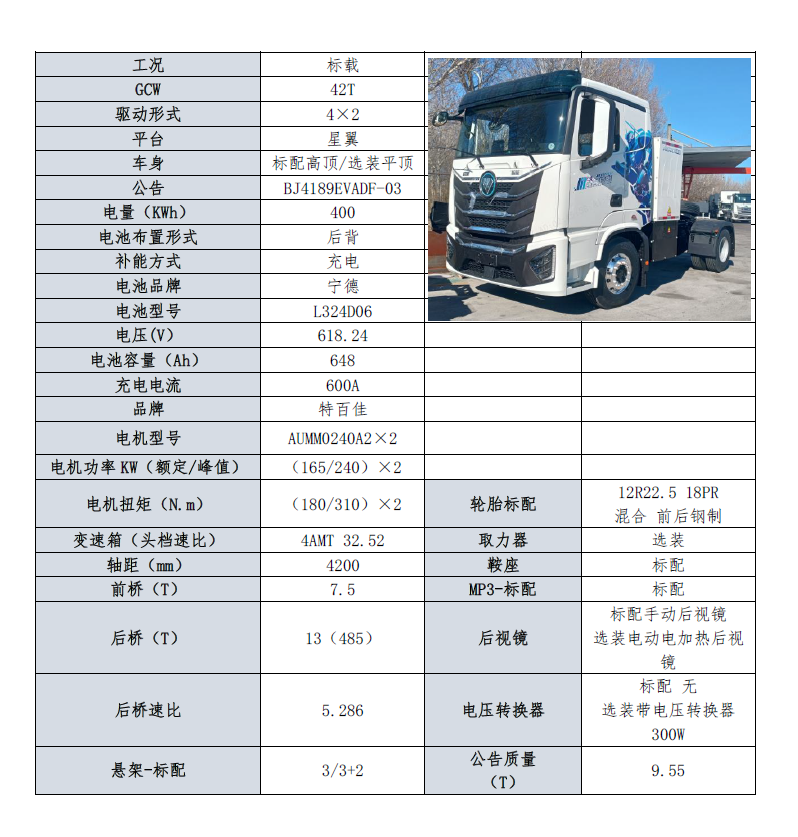 工况 标载
GCW 42T
驱动形式 4×2
平台 星翼
车身 标配高顶/选装平顶
公告 BJ4189EVADF-03
电量（KWh） 400
电池布置形式 后背
补能方式 充电
电池品牌 宁德
电池型号 L324D06
电压(V) 618.24
电池容量（Ah） 648
充电电流 600A
品牌 特百佳
电机型号 AUMM0240A2×2
电机功率 KW（额定/峰值） （165/240）×2
电机扭矩（N.m） （180/310）×2 轮胎标配 12R22.5 18PR
混合 前后钢制
变速箱（头档速比） 4AMT 32.52 取力器 选装
轴距（mm） 4200 鞍座 标配
前桥（T） 7.5 MP3-标配 标配
后桥（T） 13（485） 后视镜 标配手动后视镜
选装电动电加热后视
镜
后桥速比 5.286 电压转换器 标配 无
选装带电压转换器
300W
悬架-标配 3/3+2 公告质量
（T） 9.55